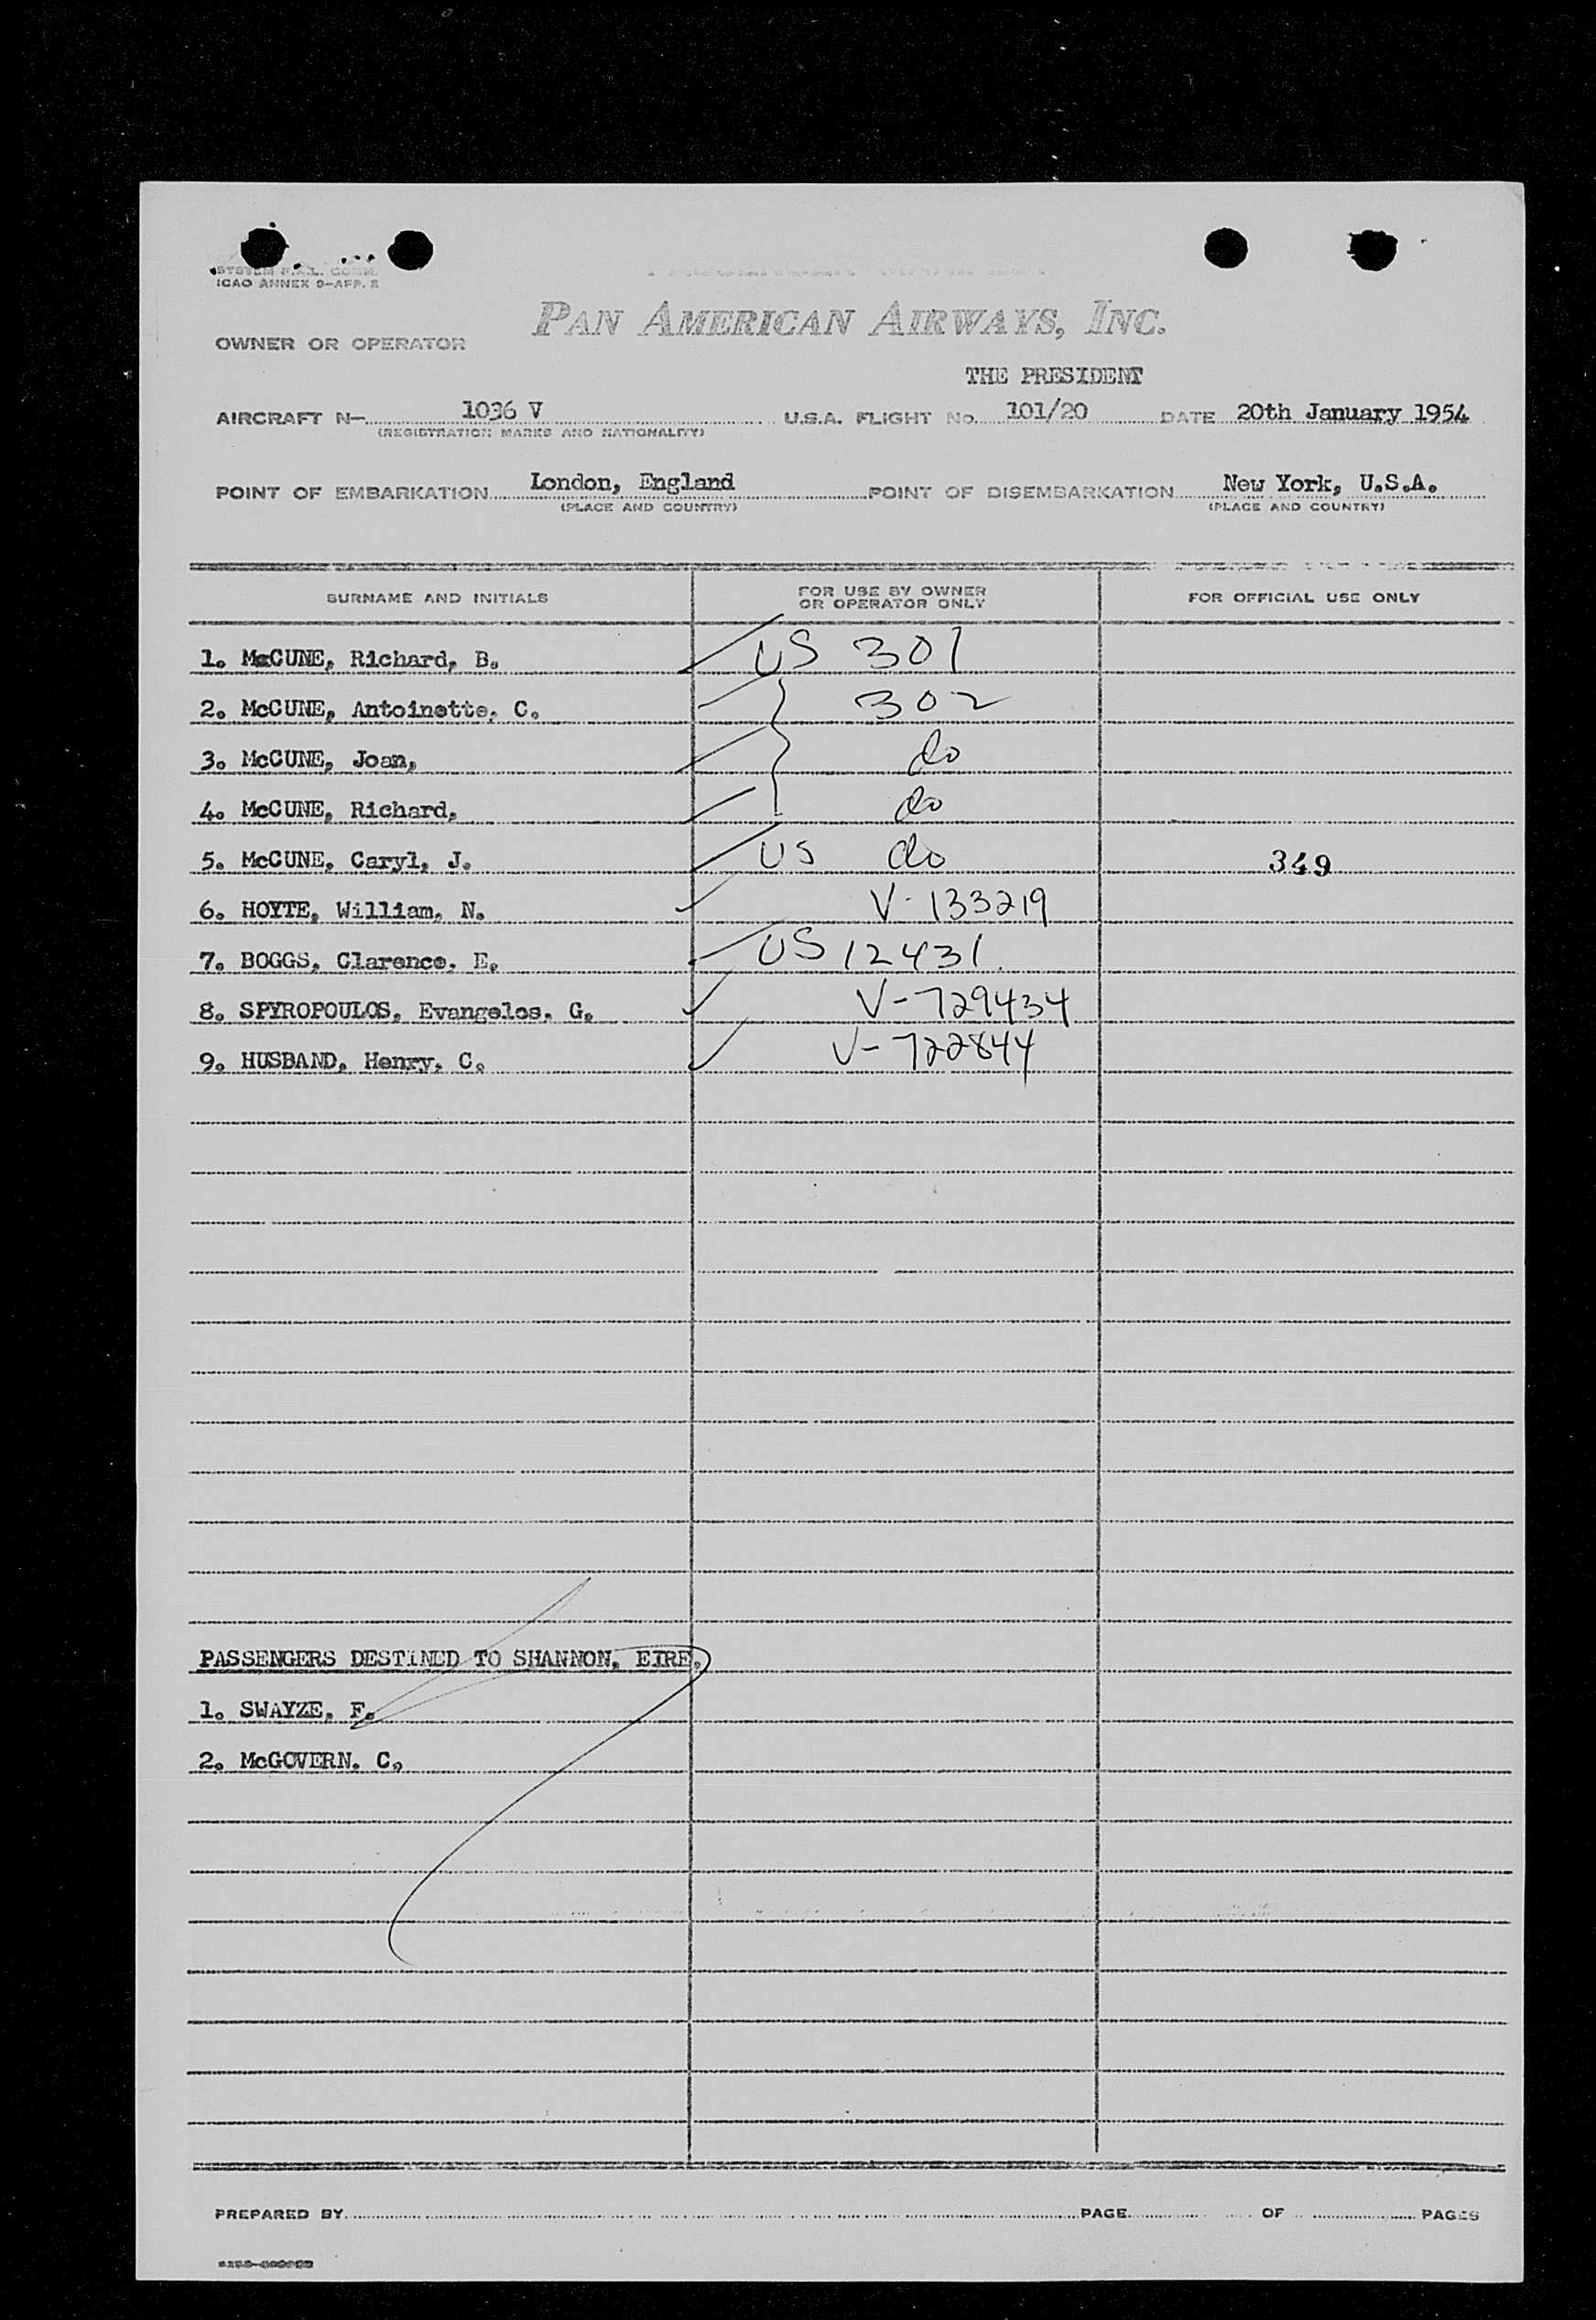 SYSTEM F.A.L. COMM.
ICAO ANNEX 9-APP. 2
PAN AMERICAN AIRWAYS, INC.
OWNER OR OPERATOR
THE PRESIDENT
AIRCRAFT N- 1036 V U.S.A. FLIGHT No. 101/20 DATE 20th January 1954
(REGISTRATION MARKS AND NATIONALITY)
POINT OF EMBARKATION London, England POINT OF DISEMBARKATION New York, U.S.A.
(PLACE AND COUNTRY) (PLACE AND COUNTRY)
SURNAME AND INITIALS FOR USE BY OWNER OR OPERATOR ONLY FOR OFFICIAL USE ONLY
1. McCUNE, Richard, B. US 301
2. McCUNE, Antoinette, C. 302
3. McCUNE, Joan, do
4. McCUNE, Richard, do
5. McCUNE, Caryl, J. US do 349
6. HOYTE, William, N. V-133219
7. BOGGS, Clarence. E. US 12431
8. SPYROPOULOS, Evangelos. G. V-729434
9. HUSBAND, Henry, C. V-722844
PASSENGERS DESTINED TO SHANNON, EIRE.
1. SWAYZE, F.
2. McGOVERN. C.
PREPARED BY PAGE OF PAGES